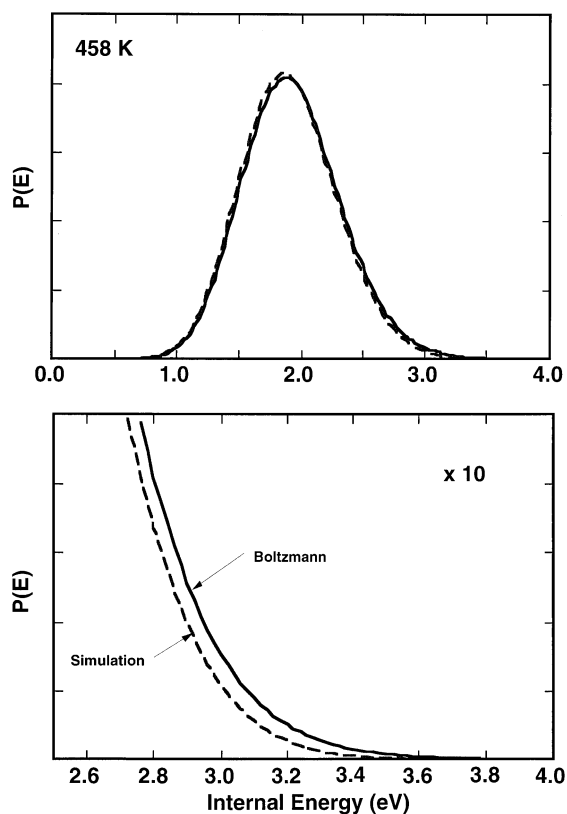 458 K
P(E)
0.0 1.0 2.0 3.0 4.0
x 10
Boltzmann
P(E)
Simulation
2.6 2.8 3.0 3.2 3.4 3.6 3.8 4.0
Internal Energy (eV)